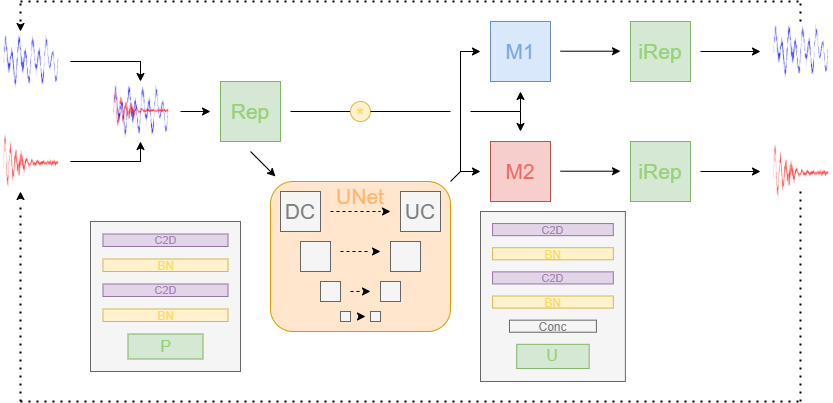 M1
iRep
Rep
*
M2
iRep
UNet
DC
UC
C2D
BN
C2D
BN
P
C2D
BN
C2D
BN
Conc
U